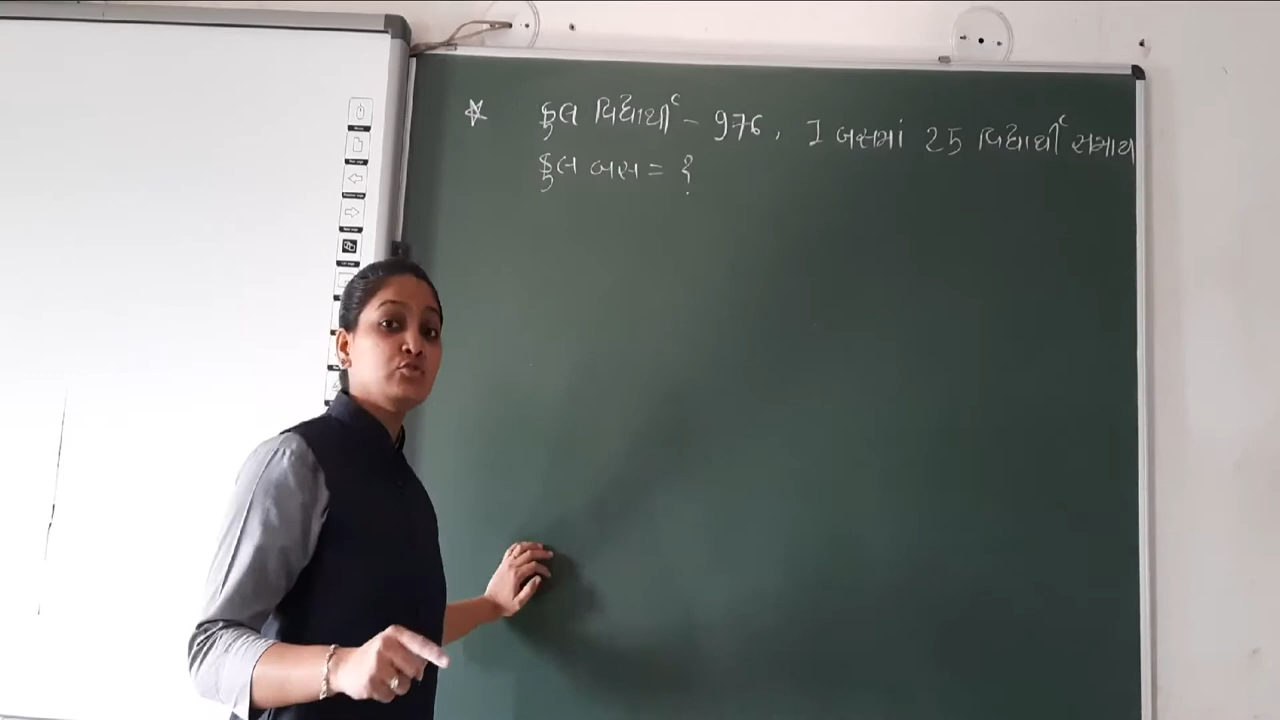 કુલ વિદ્યાર્થી - 976, 1 બસમાં 25 વિદ્યાર્થી સમાય
કુલ બસ = ?